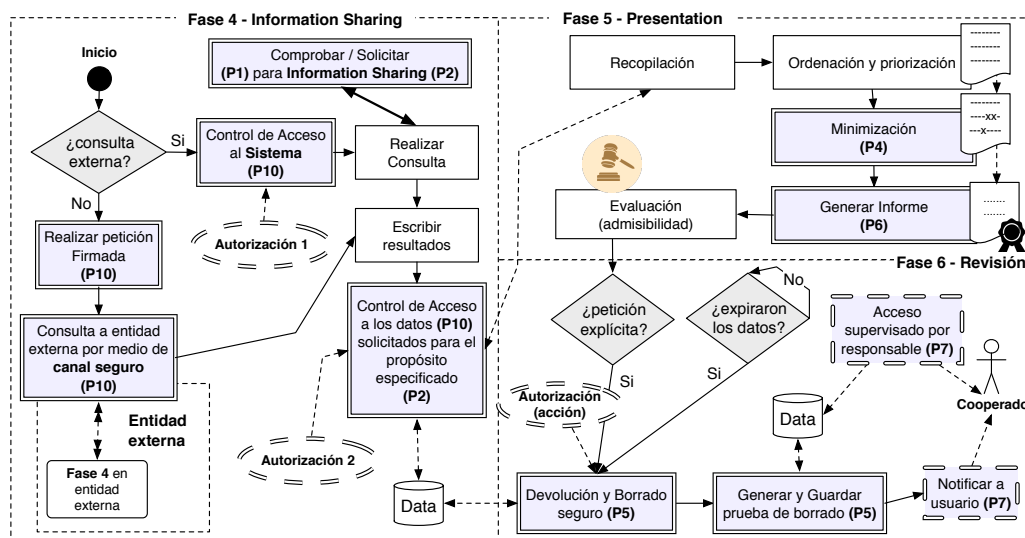 Fase 4 - Information Sharing
Inicio
¿consulta
externa?
Si
No
Comprobar / Solicitar
(P1) para Information Sharing (P2)
Control de Acceso
al Sistema
(P10)
Realizar
Consulta
Autorización 1
Escribir
resultados
Realizar petición
Firmada
(P10)
Consulta a entidad
externa por medio de
canal seguro
(P10)
Control de Acceso
a los datos (P10)
solicitados para el
propósito
especificado
(P2)
Entidad
externa
Autorización 2
Fase 4 en
entidad
externa
Data
Fase 5 - Presentation
Recopilación
Ordenación y priorización
--------
--------
--------
--------
----xx-
---x----
Minimización
(P4)
Evaluación
(admisibilidad)
Generar Informe
(P6)
Fase 6 - Revisión
¿petición
explícita?
Si
¿expiraron
los datos?
No
Si
Acceso
supervisado por
responsable (P7)
Cooperado
Autorización
(acción)
Data
Devolución y Borrado
seguro (P5)
Generar y Guardar
prueba de borrado (P5)
Notificar a
usuario (P7)